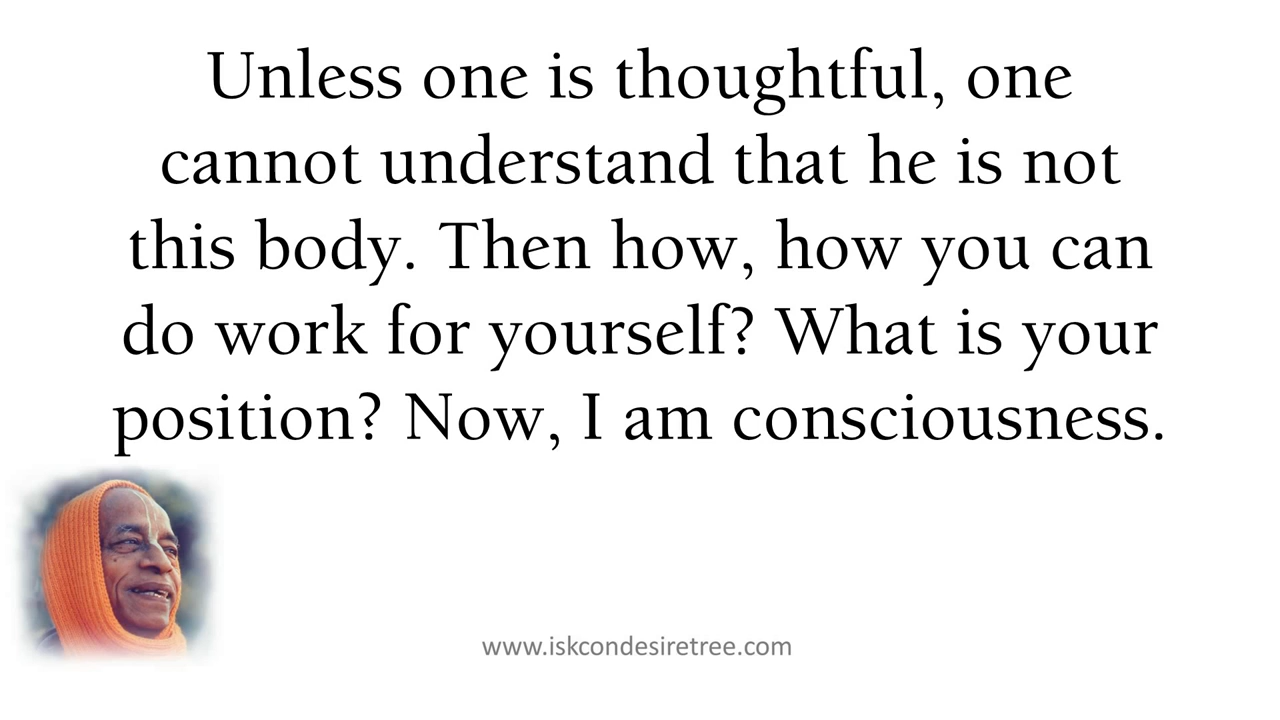 Unless one is thoughtful, one
cannot understand that he is not
this body. Then how, how you can
do work for yourself? What is your
position? Now, I am consciousness.
www.iskcondesiretree.com